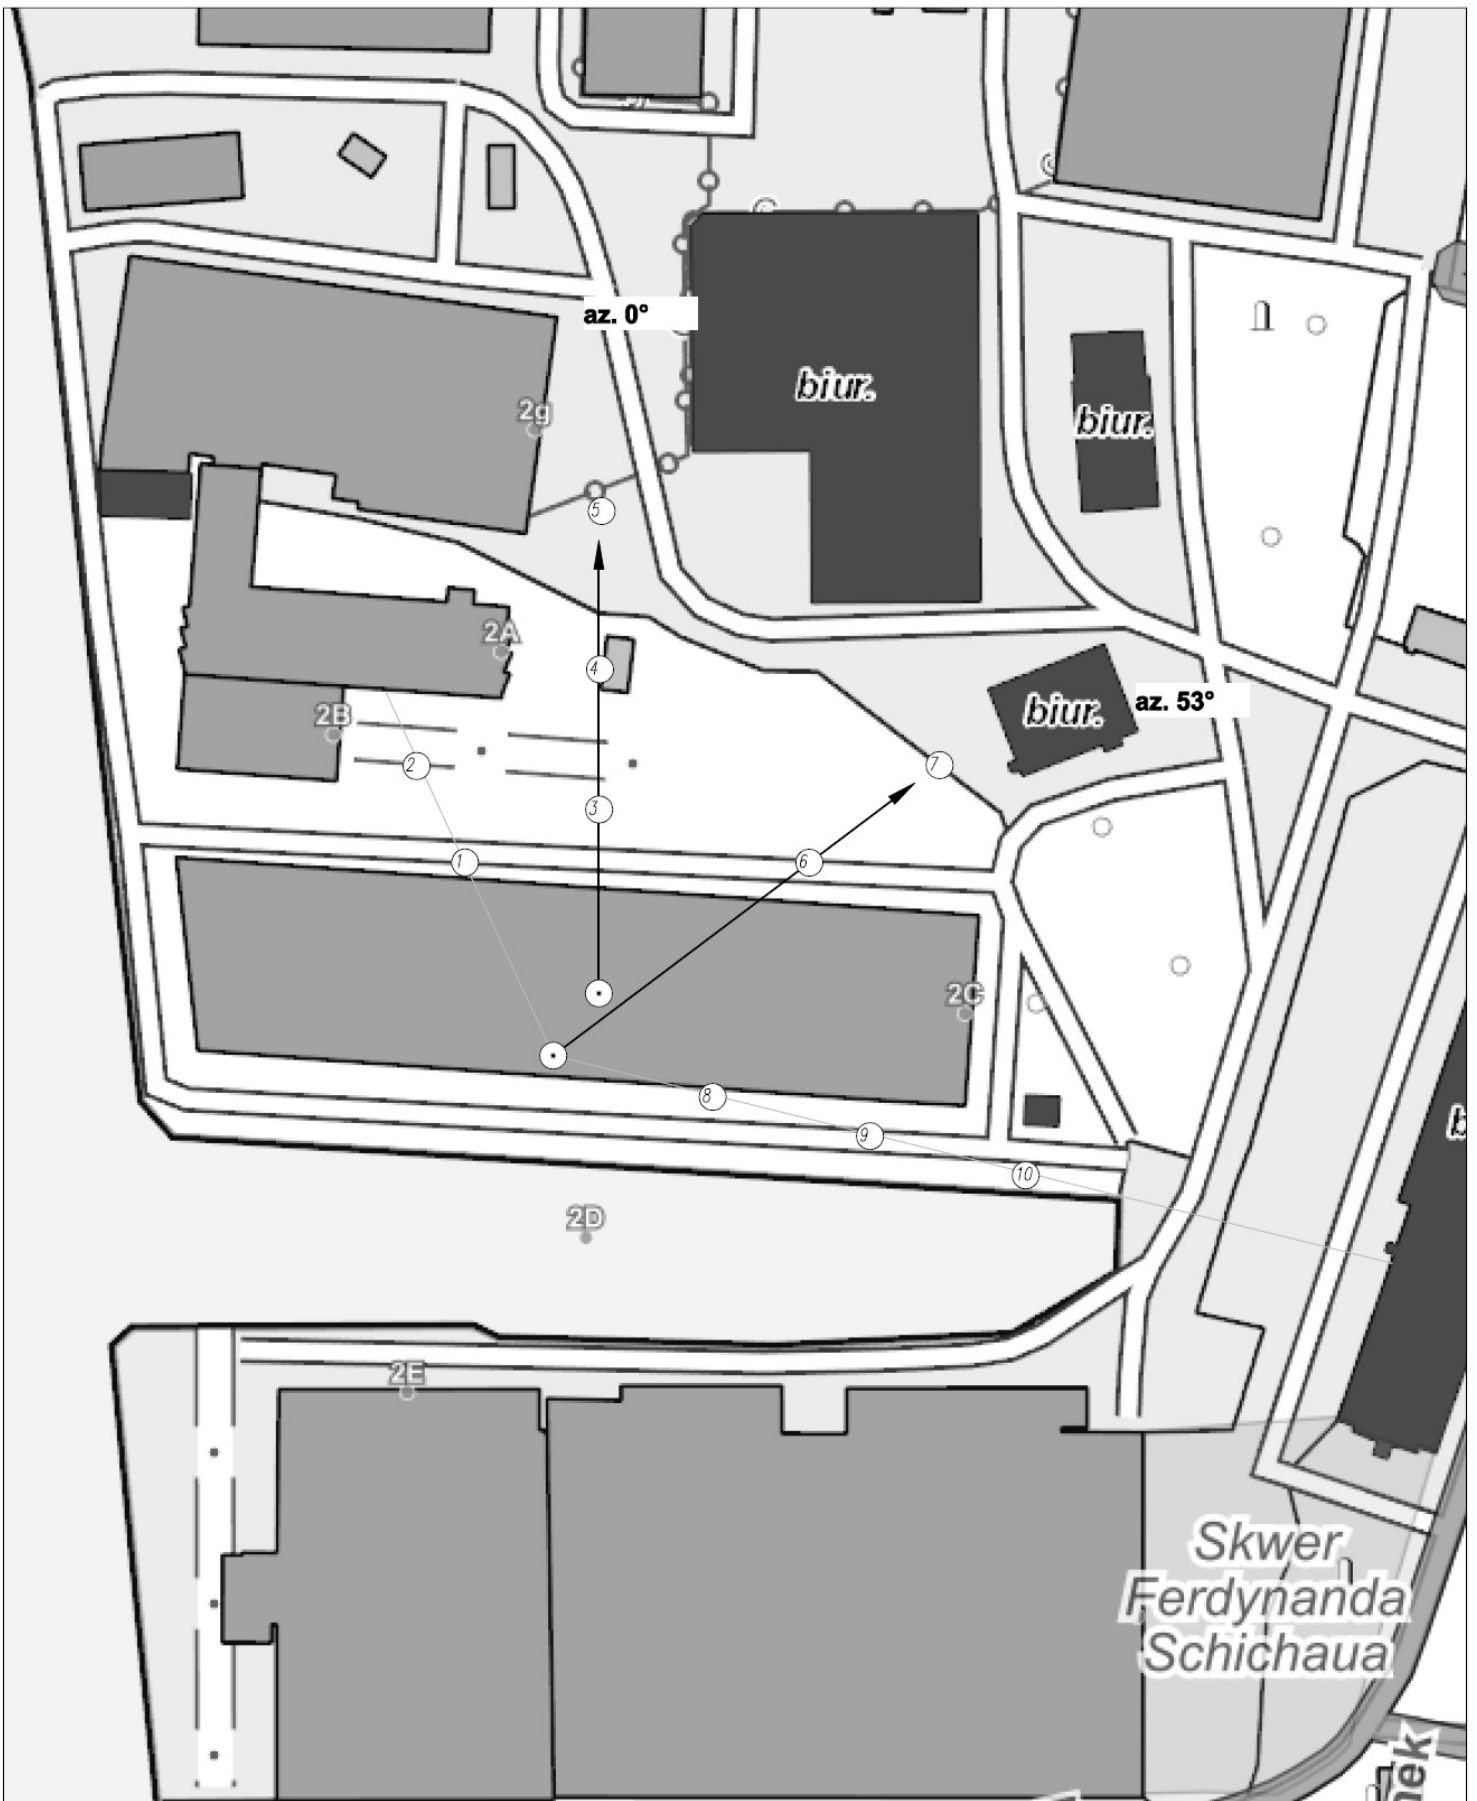 az. 0°
biur.
2g
biur.
5
2A
4
biur.
az. 53°
2B
2
7
3
1
6
2C
8
9
10
2D
2E
Skwer
Ferdynanda
Schichaua